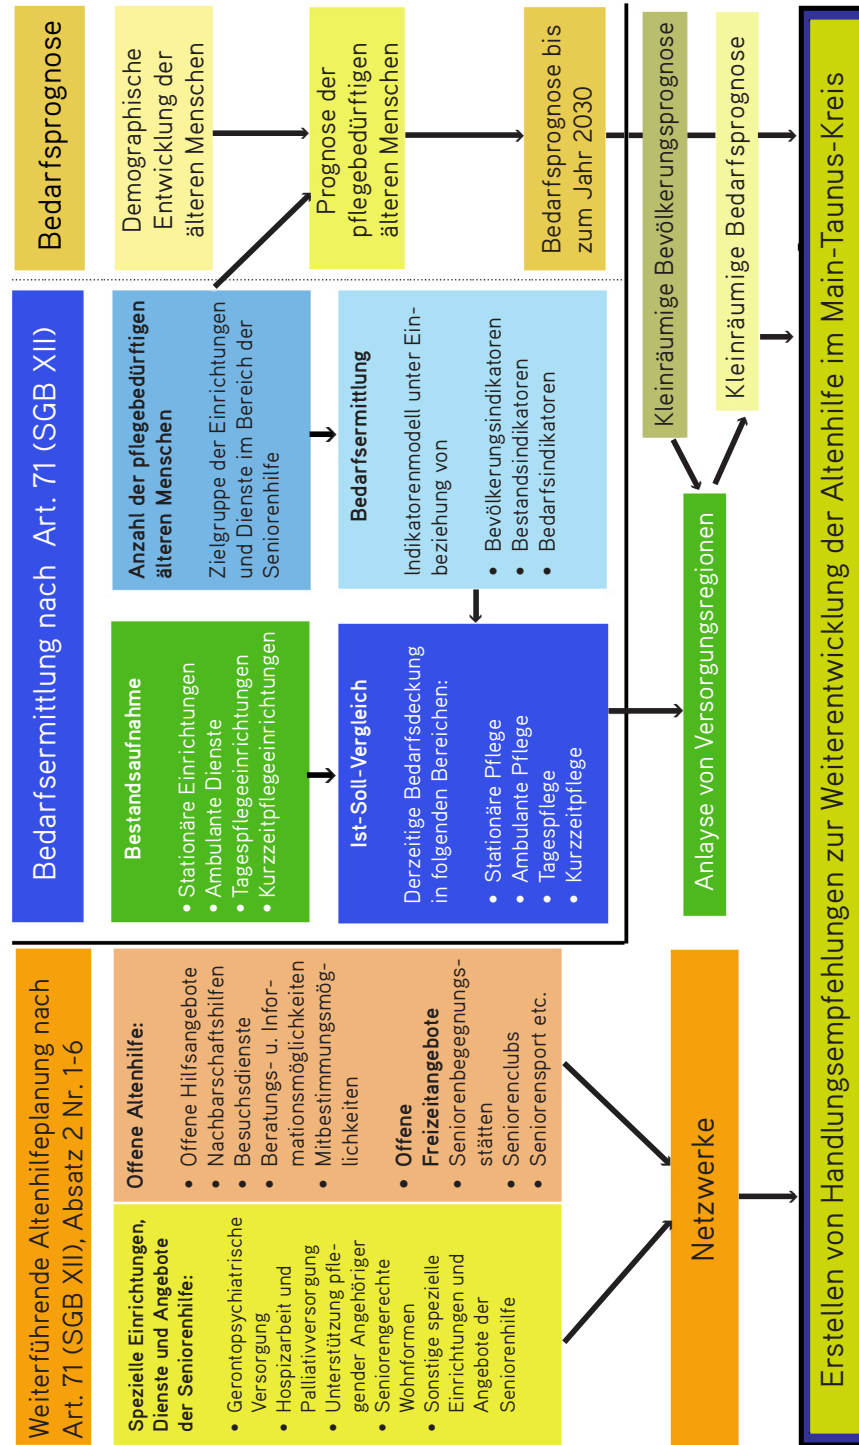 Weiterführende Altenhilfeplanung nach
Art. 71 (SGB XII), Absatz 2 Nr. 1-6
Spezielle Einrichtungen,
Dienste und Angebote
der Seniorenhilfe:
• Gerontopsychiatrische
Versorgung
• Hospizarbeit und
Palliativversorgung
• Unterstützung pfle-
gender Angehöriger
• Seniorengerechte
Wohnformen
• Sonstige spezielle
Einrichtungen und
Angebote der
Seniorenhilfe
Offene Altenhilfe:
• Offene Hilfsangebote
• Nachbarschaftshilfen
• Besuchsdienste
• Beratungs- u. Infor-
mationsmöglichkeiten
• Mitbestimmungsmög-
lichkeiten
• Offene
Freizeitangebote
• Seniorenbegegnungs-
stätten
• Seniorenclubs
• Seniorensport etc.
Netzwerke
Bedarfsermittlung nach Art. 71 (SGB XII)
Bestandsaufnahme
• Stationäre Einrichtungen
• Ambulante Dienste
• Tagespflegeeinrichtungen
• Kurzzeitpflegeeinrichtungen
Anzahl der pflegebedürftigen
älteren Menschen
Zielgruppe der Einrichtungen
und Dienste im Bereich der
Seniorenhilfe
Ist-Soll-Vergleich
Derzeitige Bedarfsdeckung
in folgenden Bereichen:
• Stationäre Pflege
• Ambulante Pflege
• Tagespflege
• Kurzzeitpflege
Bedarfsermittlung
Indikatorenmodell unter Ein-
beziehung von
• Bevölkerungsindikatoren
• Bestandsindikatoren
• Bedarfsindikatoren
Bedarfsprognose
Demographische
Entwicklung der
älteren Menschen
Prognose der
pflegebedürftigen
älteren Menschen
Bedarfsprognose bis
zum Jahr 2030
Anlayse von Versorgungsregionen
Kleinräumige Bevölkerungsprognose
Kleinräumige Bedarfsprognose
Erstellen von Handlungsempfehlungen zur Weiterentwicklung der Altenhilfe im Main-Taunus-Kreis